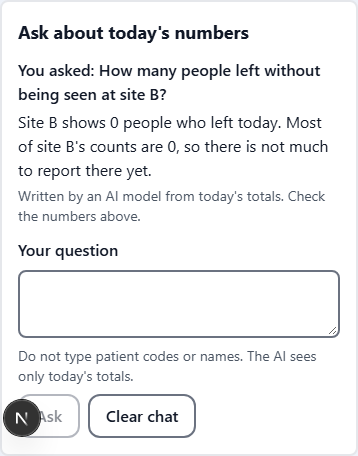 Ask about today's numbers
You asked: How many people left without
being seen at site B?
Site B shows 0 people who left today. Most
of site B's counts are 0, so there is not much
to report there yet.
Written by an AI model from today's totals. Check
the numbers above.
Your question
Do not type patient codes or names. The AI sees
only today's totals.
N Ask Clear chat